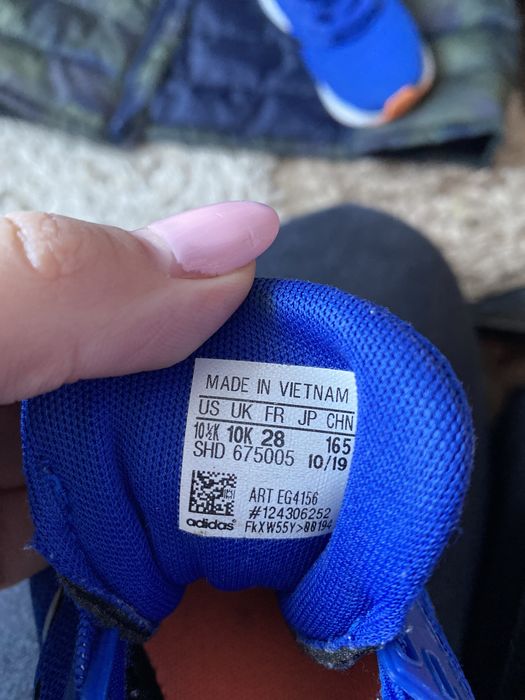 MADE IN VIETNAM
US UK FR JP CHN
10½K 10K 28 165
SHD 675005 10/19
ART EG4156
#124306252
adidas FkXW55Y>BB194